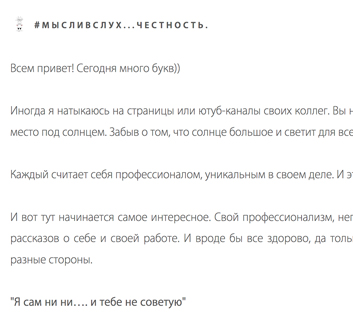 #МЫСЛИВСЛУХ...ЧЕСТНОСТЬ.
Всем привет! Сегодня много букв))
Иногда я натыкаюсь на страницы или ютуб-каналы своих коллег. Вы
место под солнцем. Забыв о том, что солнце большое и светит для все
Каждый считает себя профессионалом, уникальным в своем деле. И
И вот тут начинается самое интересное. Свой профессионализм,
рассказов о себе и своей работе. И вроде бы все здорово, да
разные стороны.
"Я сам ни ни…. и тебе не советую"